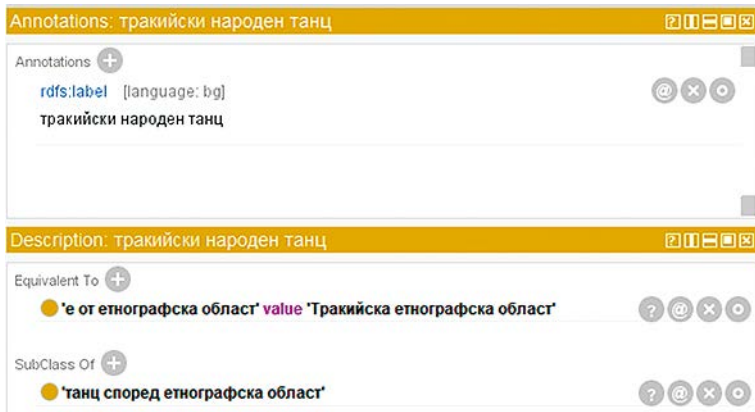 Annotations: тракийски народен танц
Annotations
rdfs:label [language: bg]
тракийски народен танц
Description: тракийски народен танц
Equivalent To
'е от етнографска област' value 'Тракийска етнографска област'
SubClass Of
'танц според етнографска област'